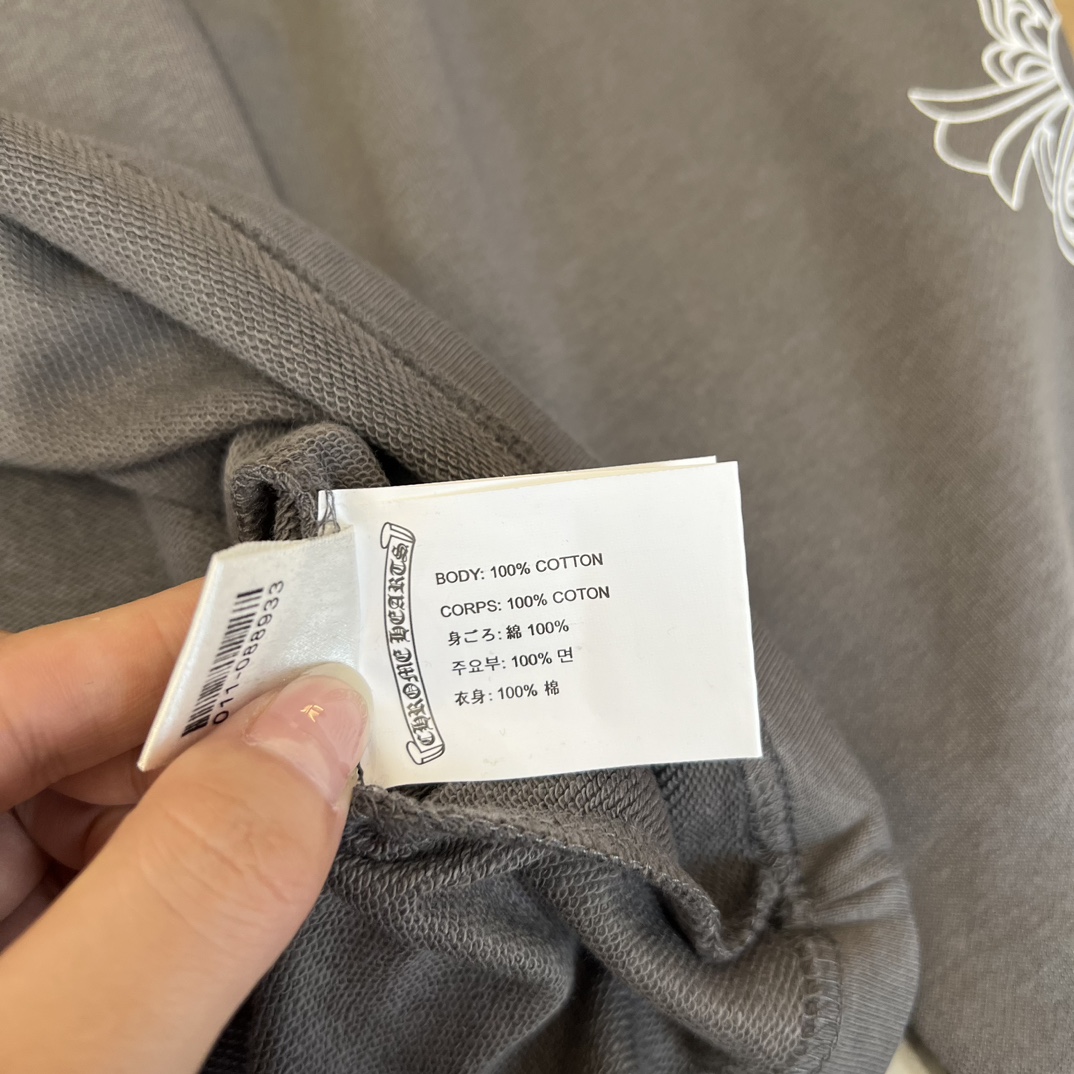 CHROME HEARTS
BODY: 100% COTTON
CORPS: 100% COTON
身ごろ: 綿 100%
주요부: 100% 면
衣身: 100% 棉
011-088933